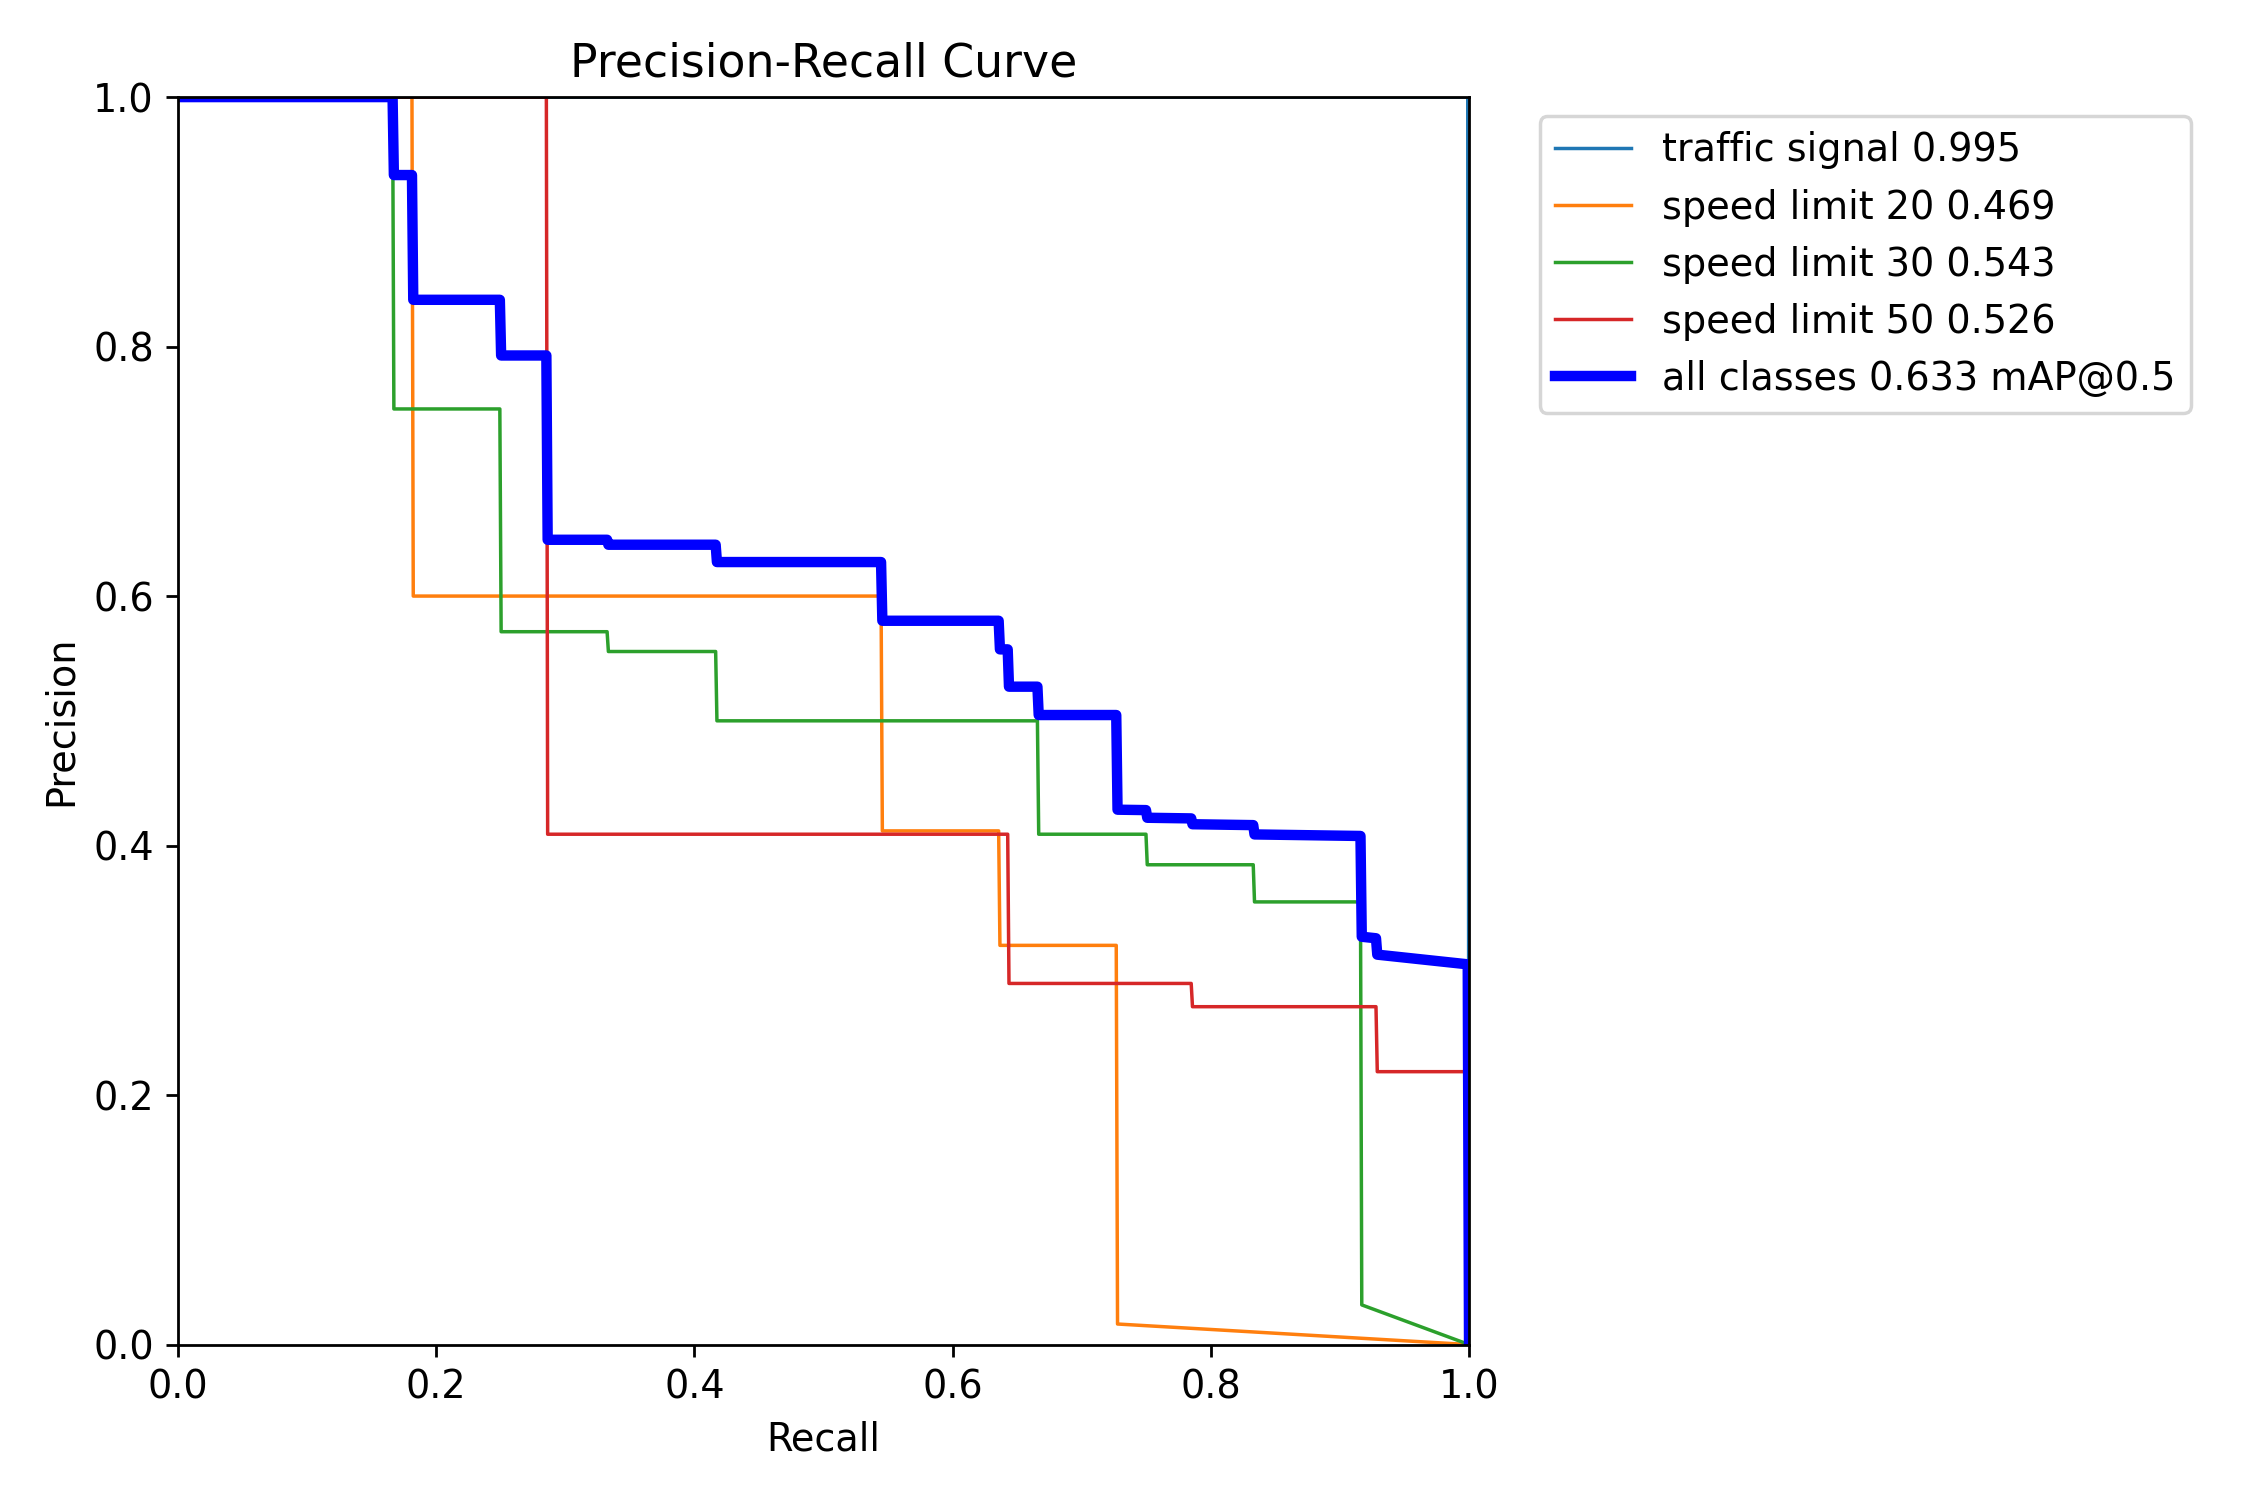 Precision-Recall Curve
1.0
0.8
0.6
0.4
0.2
0.0
Precision
0.0 0.2 0.4 0.6 0.8 1.0
Recall
traffic signal 0.995
speed limit 20 0.469
speed limit 30 0.543
speed limit 50 0.526
all classes 0.633 mAP@0.5